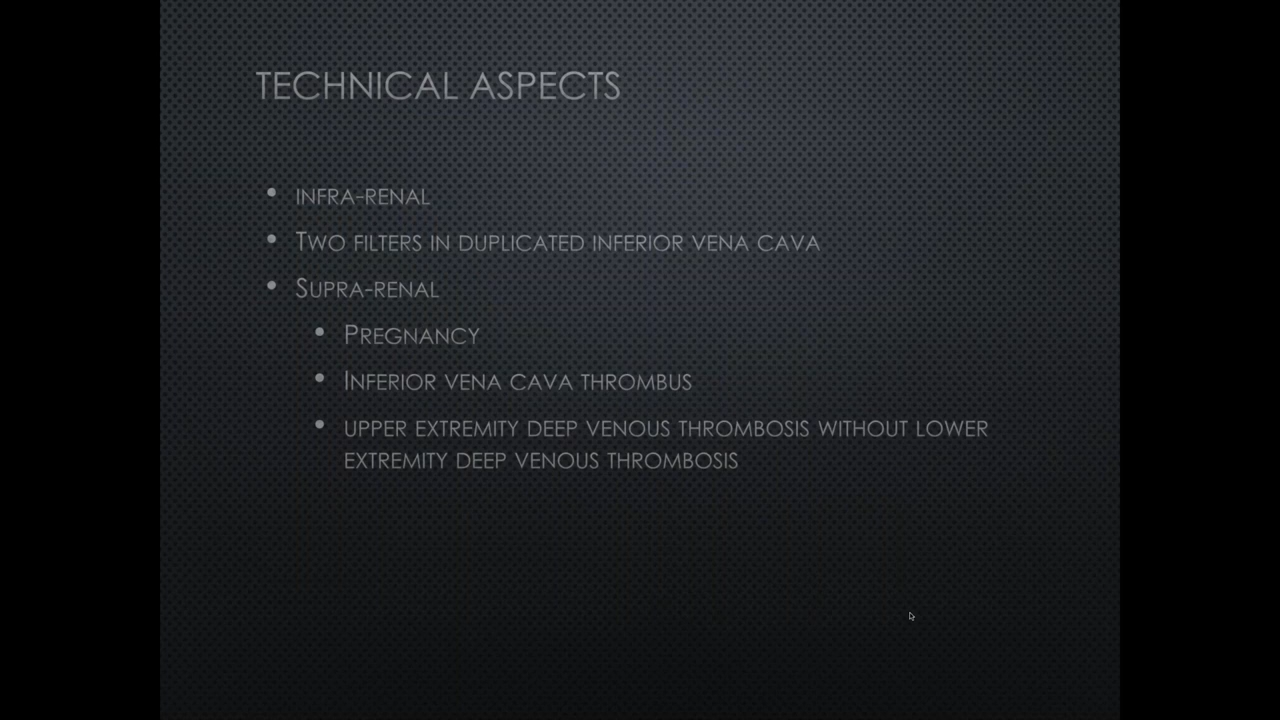 TECHNICAL ASPECTS
• INFRA-RENAL
• TWO FILTERS IN DUPLICATED INFERIOR VENA CAVA
• SUPRA-RENAL
• PREGNANCY
• INFERIOR VENA CAVA THROMBUS
• UPPER EXTREMITY DEEP VENOUS THROMBOSIS WITHOUT LOWER
EXTREMITY DEEP VENOUS THROMBOSIS